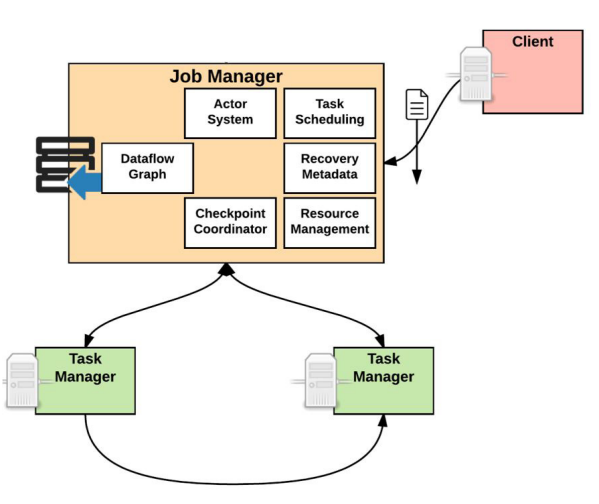 Client
Job Manager
Actor
System
Task
Scheduling
Dataflow
Graph
Recovery
Metadata
Checkpoint
Coordinator
Resource
Management
Task
Manager
Task
Manager